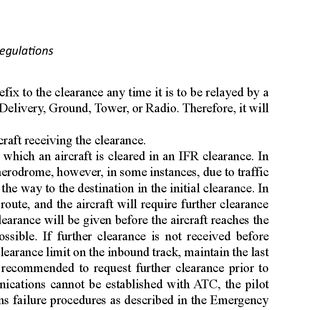 egulations
efix to the clearance any time it is to be relayed by a
Delivery, Ground, Tower, or Radio. Therefore, it will
craft receiving the clearance.
which an aircraft is cleared in an IFR clearance. In
aerodrome, however, in some instances, due to traffic
the way to the destination in the initial clearance. In
route, and the aircraft will require further clearance
learance will be given before the aircraft reaches the
ossible. If further clearance is not received before
learance limit on the inbound track, maintain the last
recommended to request further clearance prior to
nications cannot be established with ATC, the pilot
ns failure procedures as described in the Emergency